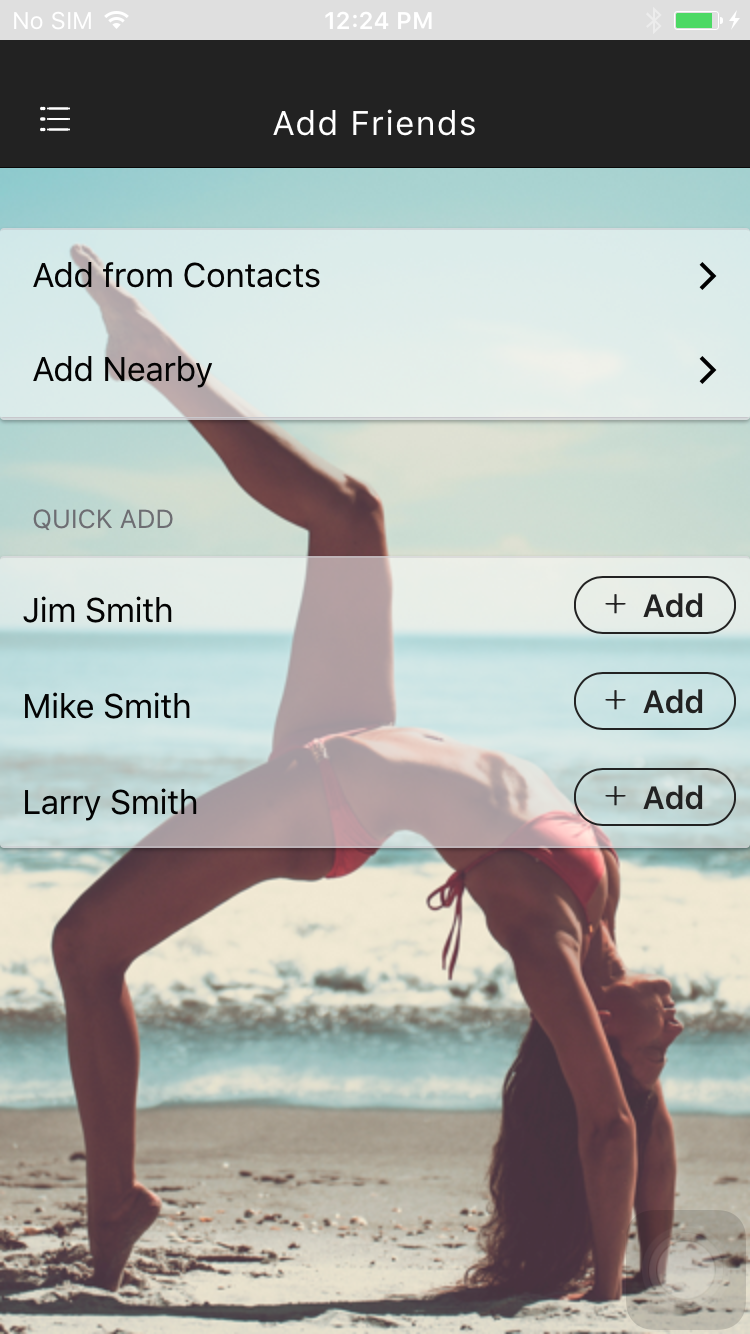 No SIM 12:24 PM
Add Friends
Add from Contacts
Add Nearby
QUICK ADD
Jim Smith + Add
Mike Smith + Add
Larry Smith + Add